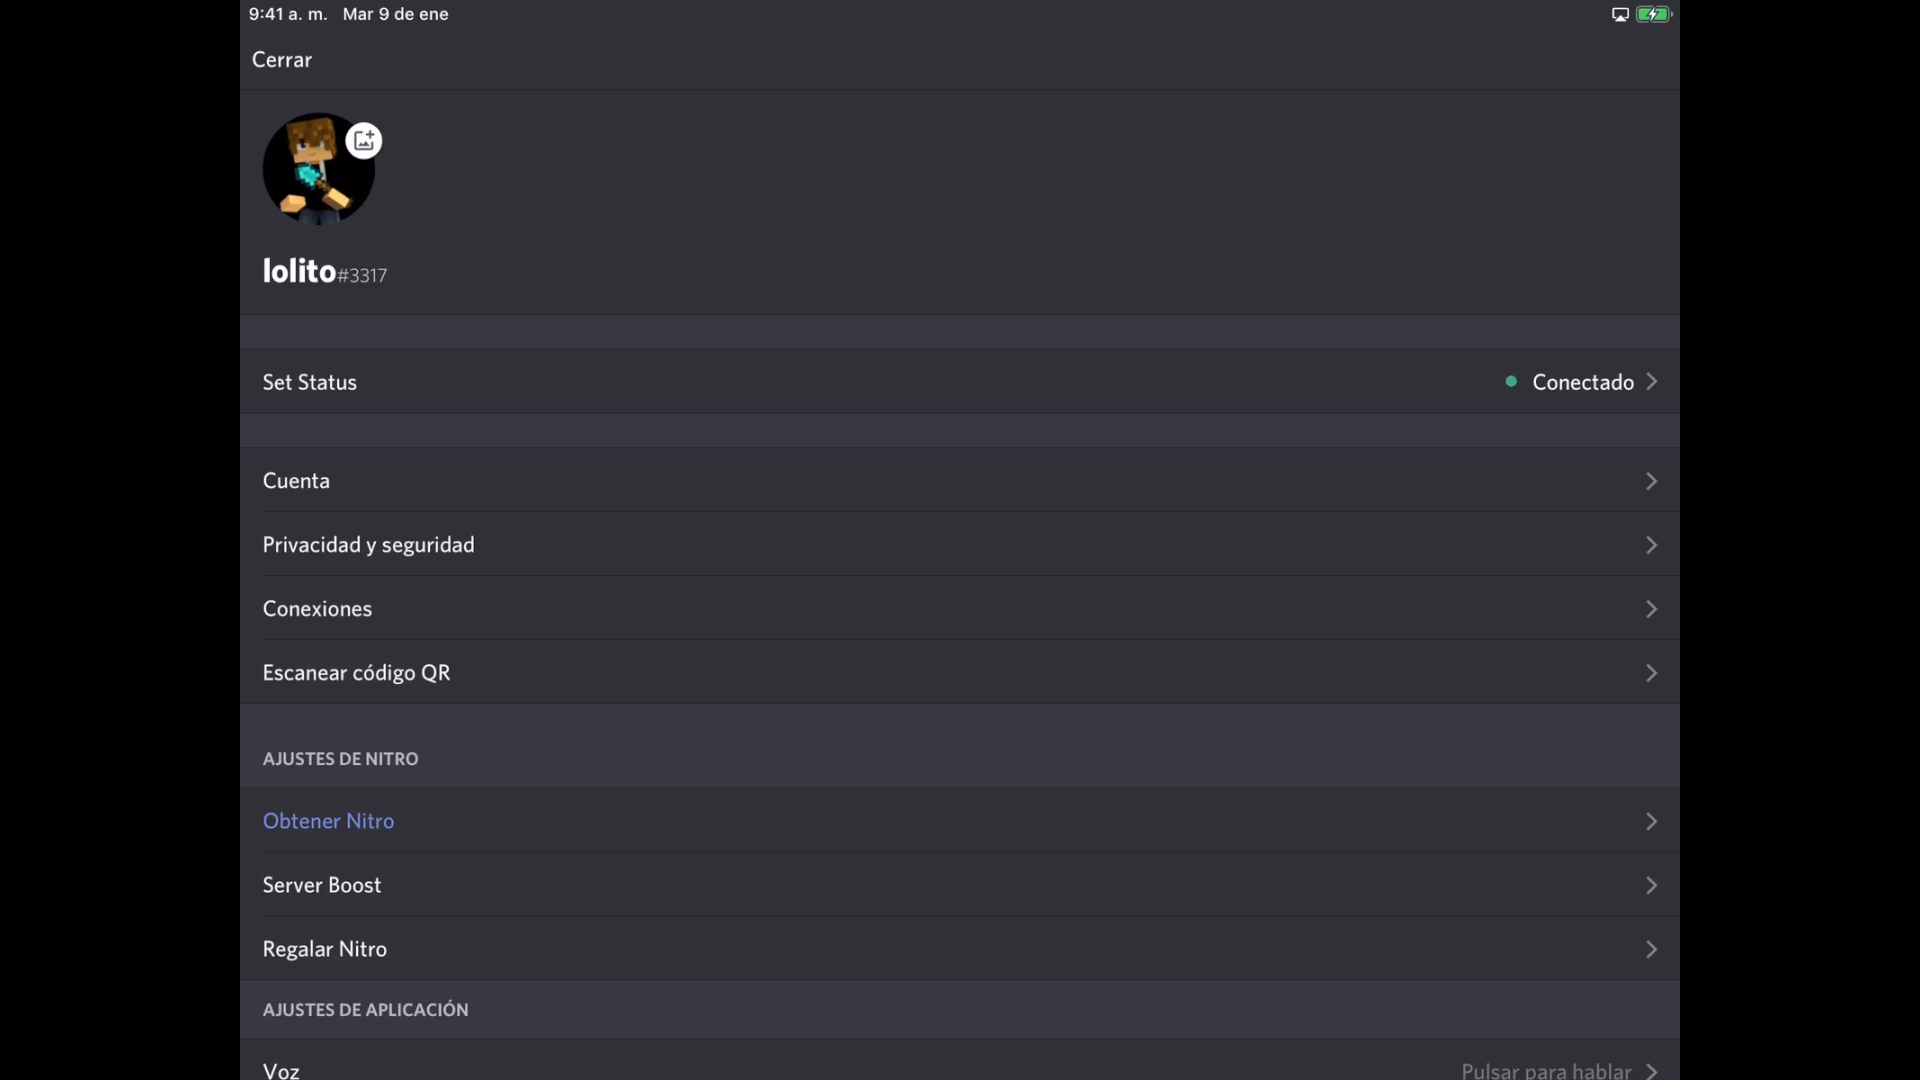 9:41 a. m. Mar 9 de ene
Cerrar
lolito#3317
Set Status Conectado
Cuenta
Privacidad y seguridad
Conexiones
Escanear código QR
AJUSTES DE NITRO
Obtener Nitro
Server Boost
Regalar Nitro
AJUSTES DE APLICACIÓN
Voz Pulsar para hablar